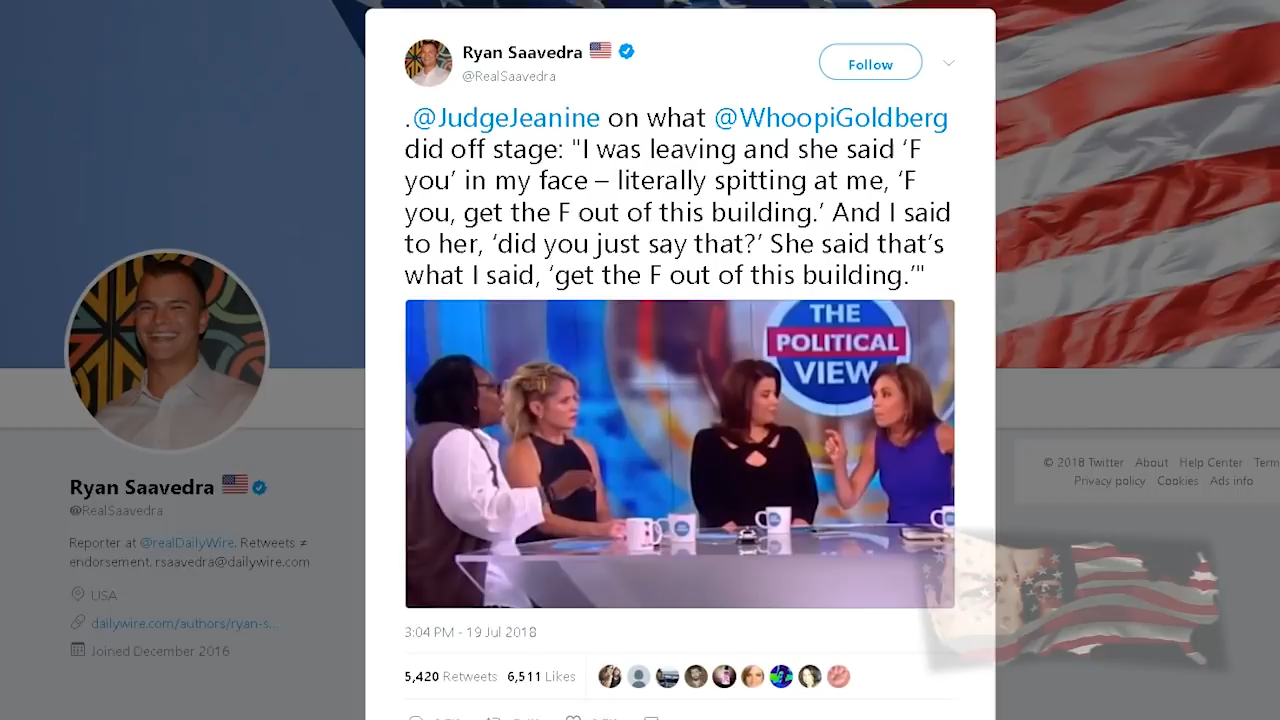 Ryan Saavedra
@RealSaavedra
Follow
.@JudgeJeanine on what @WhoopiGoldberg
did off stage: "I was leaving and she said ‘F
you’ in my face – literally spitting at me, ‘F
you, get the F out of this building.’ And I said
to her, ‘did you just say that?’ She said that’s
what I said, ‘get the F out of this building.’"
THE
POLITICAL
VIEW
3:04 PM - 19 Jul 2018
5,420 Retweets 6,511 Likes
Ryan Saavedra
@RealSaavedra
Reporter at @realDailyWire. Retweets ≠
endorsement. rsaavedra@dailywire.com
USA
dailywire.com/authors/ryan-s...
Joined December 2016
© 2018 Twitter About Help Center Term
Privacy policy Cookies Ads info